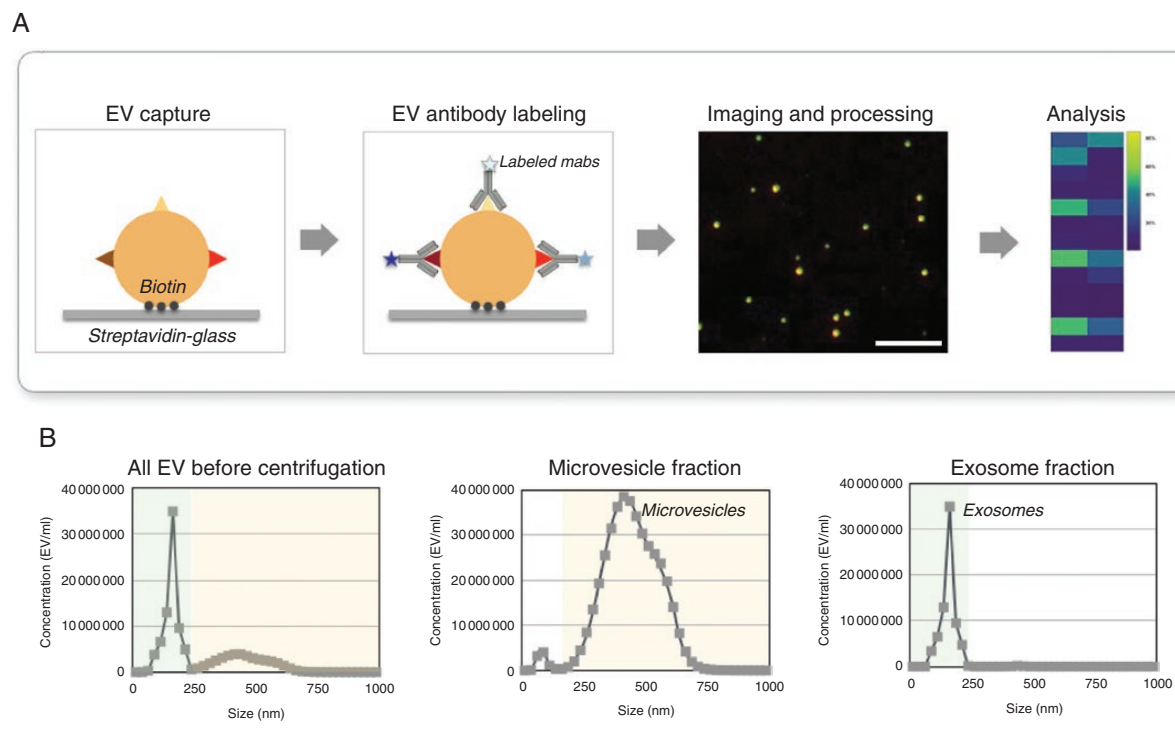 A
EV capture
EV antibody labeling
Imaging and processing
Analysis
Labeled mabs
Biotin
Streptavidin-glass
B
All EV before centrifugation
Microvesicle fraction
Exosome fraction
Concentration (EV/ml)
40 000 000
30 000 000
20 000 000
10 000 000
0
0 250 500 750 1000
Size (nm)
Concentration (EV/ml)
40 000 000
30 000 000
20 000 000
10 000 000
0
Microvesicles
0 250 500 750 1000
Size (nm)
Concentration (EV/ml)
40 000 000
30 000 000
20 000 000
10 000 000
0
Exosomes
0 250 500 750 1000
Size (nm)